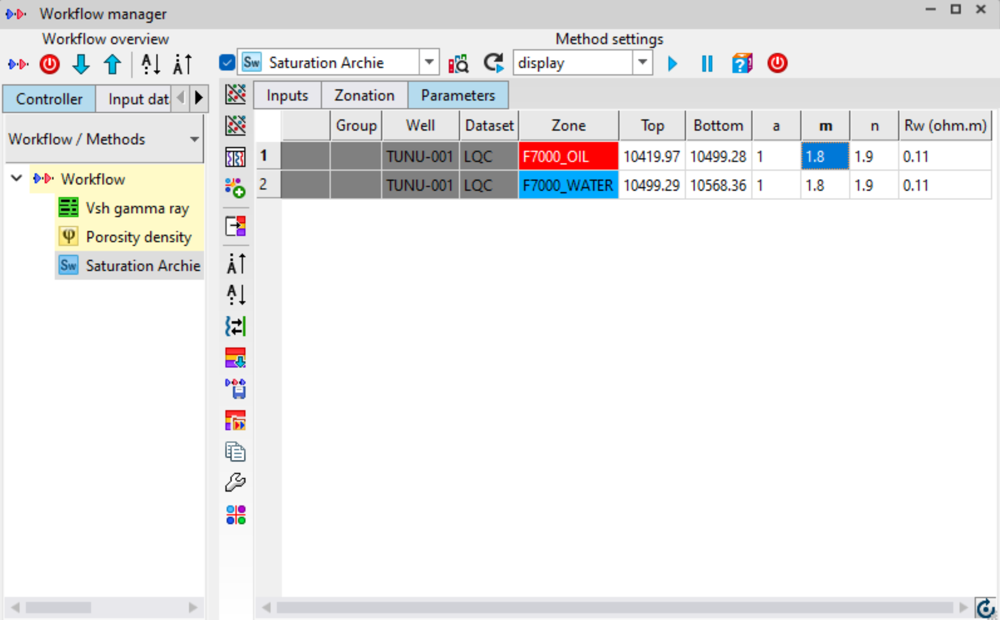 Workflow manager
Workflow overview
Method settings
A
A
Sw Saturation Archie
display
?
Controller
Input dat
Inputs
Zonation
Parameters
Workflow / Methods
Workflow
Vsh gamma ray
φ Porosity density
Sw Saturation Archie
A
A
Group Well Dataset Zone Top Bottom a m n Rw (ohm.m)
1 TUNU-001 LQC F7000_OIL 10419.97 10499.28 1 1.8 1.9 0.11
2 TUNU-001 LQC F7000_WATER 10499.29 10568.36 1 1.8 1.9 0.11